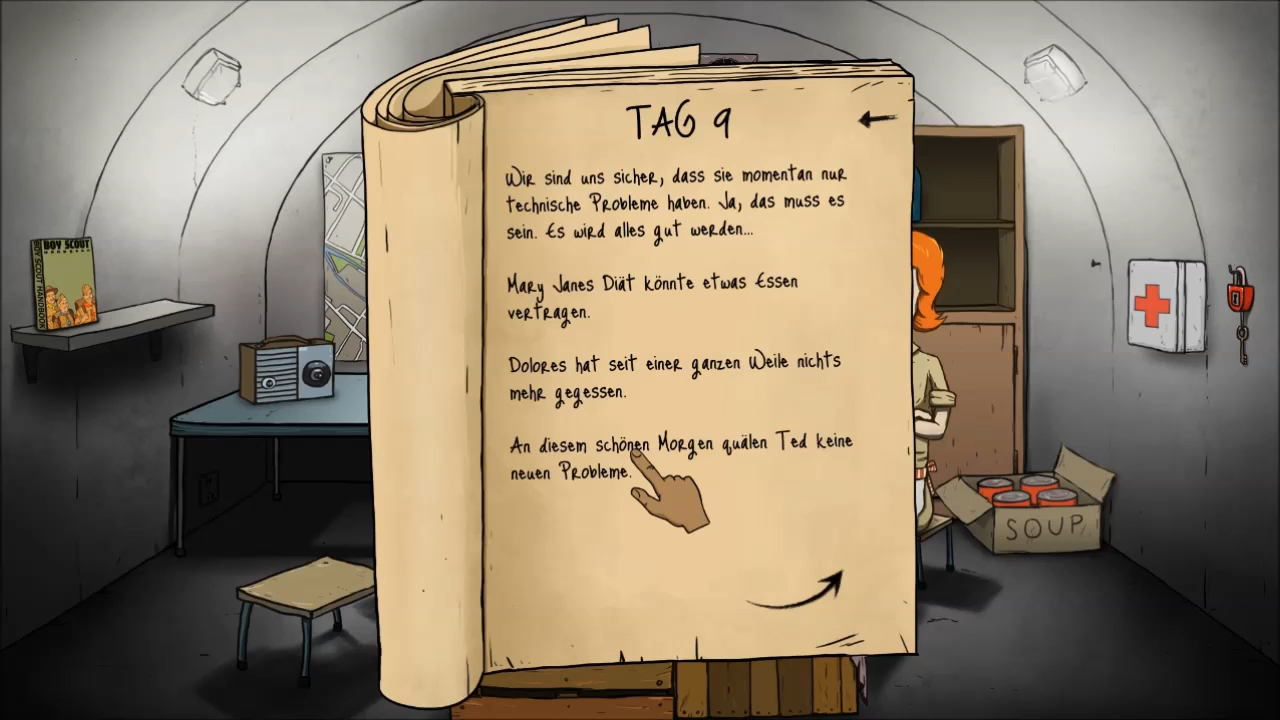 TAG 9
Wir sind uns sicher, dass sie momentan nur
technische Probleme haben. Ja, das muss es
sein. Es wird alles gut werden...
Mary Janes Diät könnte etwas Essen
vertragen.
Dolores hat seit einer ganzen Weile nichts
mehr gegessen.
An diesem schönen Morgen quälen Ted keine
neuen Probleme.
BOY SCOUT
BOY SCOUT HANDBOOK
SOUP